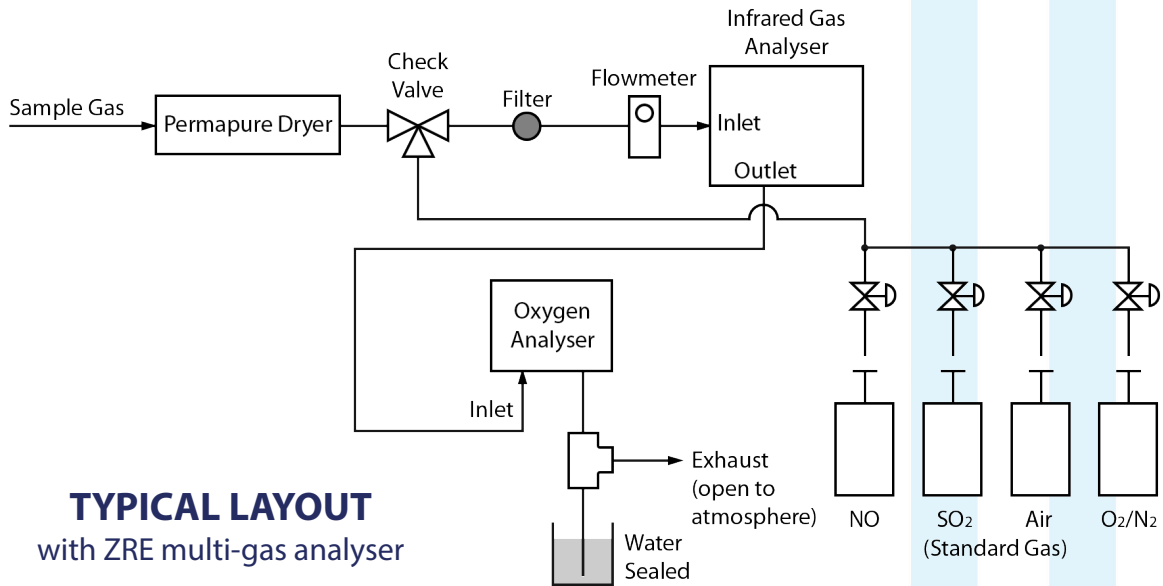 Infrared Gas
Analyser
Check
Valve
Flowmeter
Filter
Sample Gas
Permapure Dryer
Inlet
Outlet
Oxygen
Analyser
Inlet
Exhaust
(open to
atmosphere)
Water
Sealed
NO
SO₂
Air
O₂/N₂
(Standard Gas)
TYPICAL LAYOUT
with ZRE multi-gas analyser